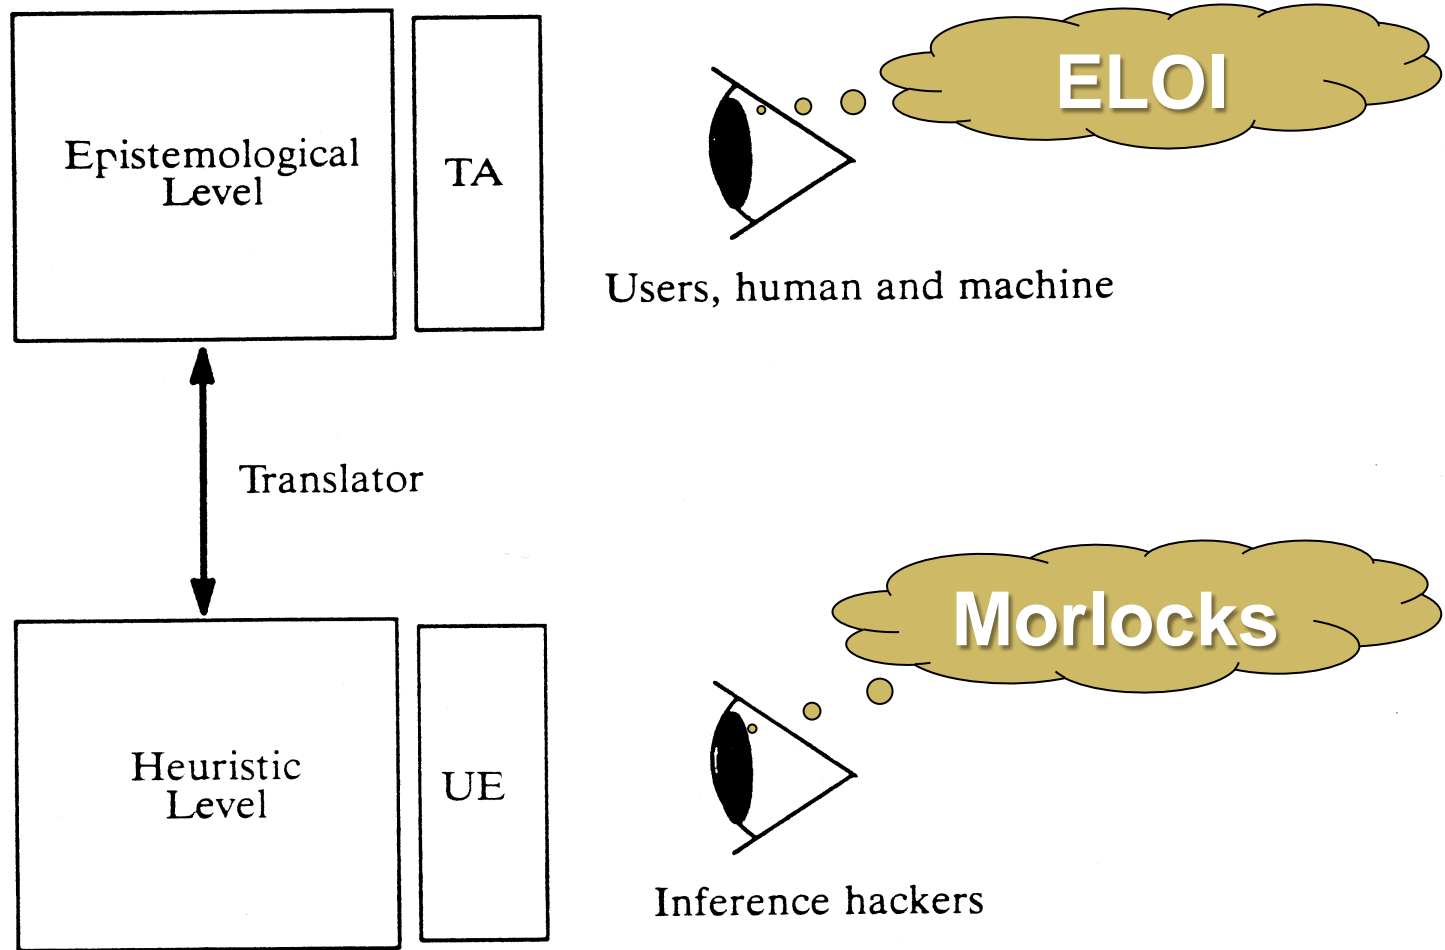 ELOI
Epistemological
Level
TA
Users, human and machine
Translator
Morlocks
Heuristic
Level
UE
Inference hackers